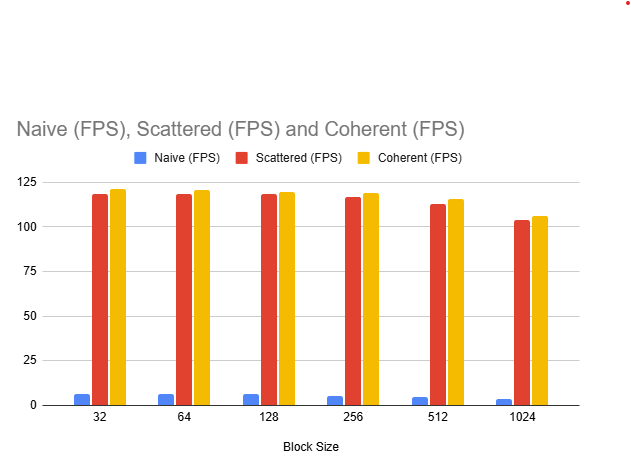 Naive (FPS), Scattered (FPS) and Coherent (FPS)
Naive (FPS) Scattered (FPS) Coherent (FPS)
125
100
75
50
25
0
32 64 128 256 512 1024
Block Size